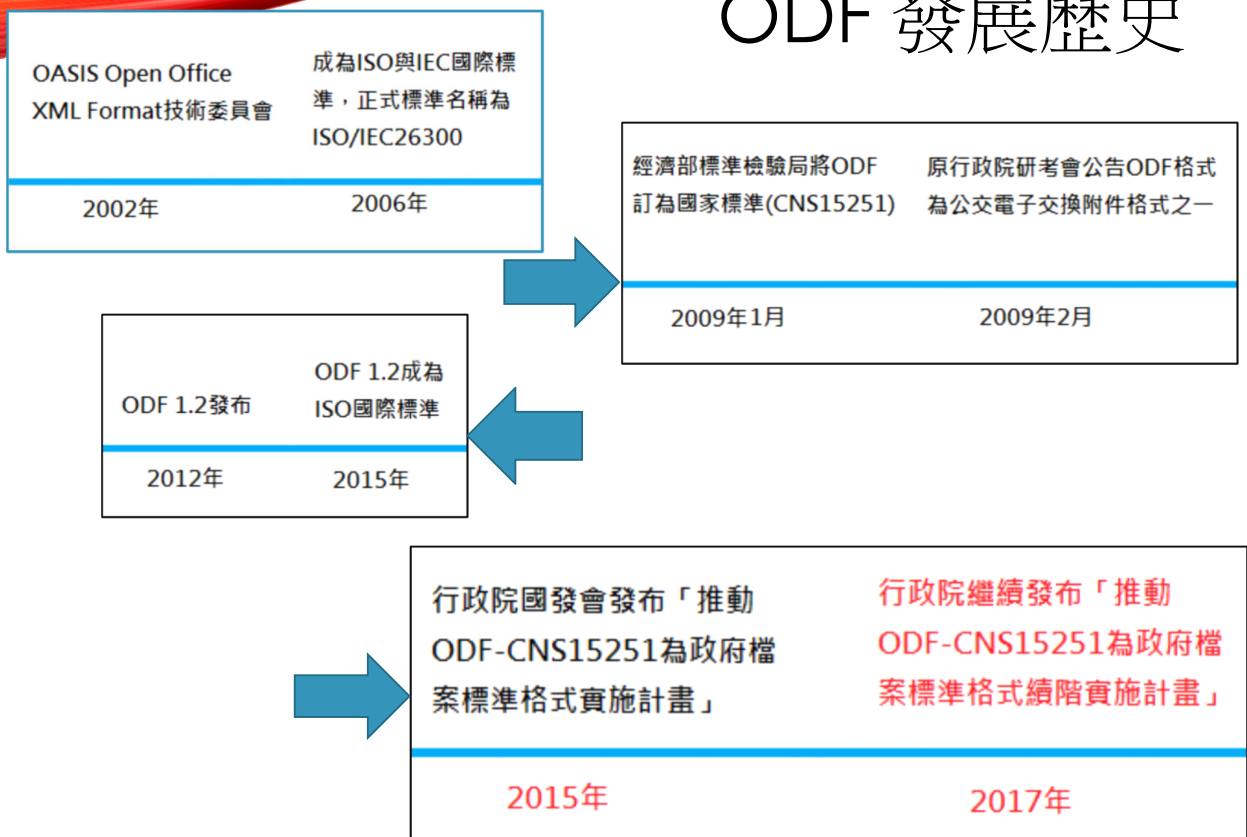 ODF 發展歷史
OASIS Open Office
XML Format技術委員會
2002年
成為ISO與IEC國際標
準，正式標準名稱為
ISO/IEC26300
2006年
經濟部標準檢驗局將ODF
訂為國家標準(CNS15251)
2009年1月
原行政院研考會公告ODF格式
為公交電子交換附件格式之一
2009年2月
ODF 1.2發布
2012年
ODF 1.2成為
ISO國際標準
2015年
行政院國發會發布「推動
ODF-CNS15251為政府檔
案標準格式實施計畫」
2015年
行政院繼續發布「推動
ODF-CNS15251為政府檔
案標準格式續階實施計畫」
2017年